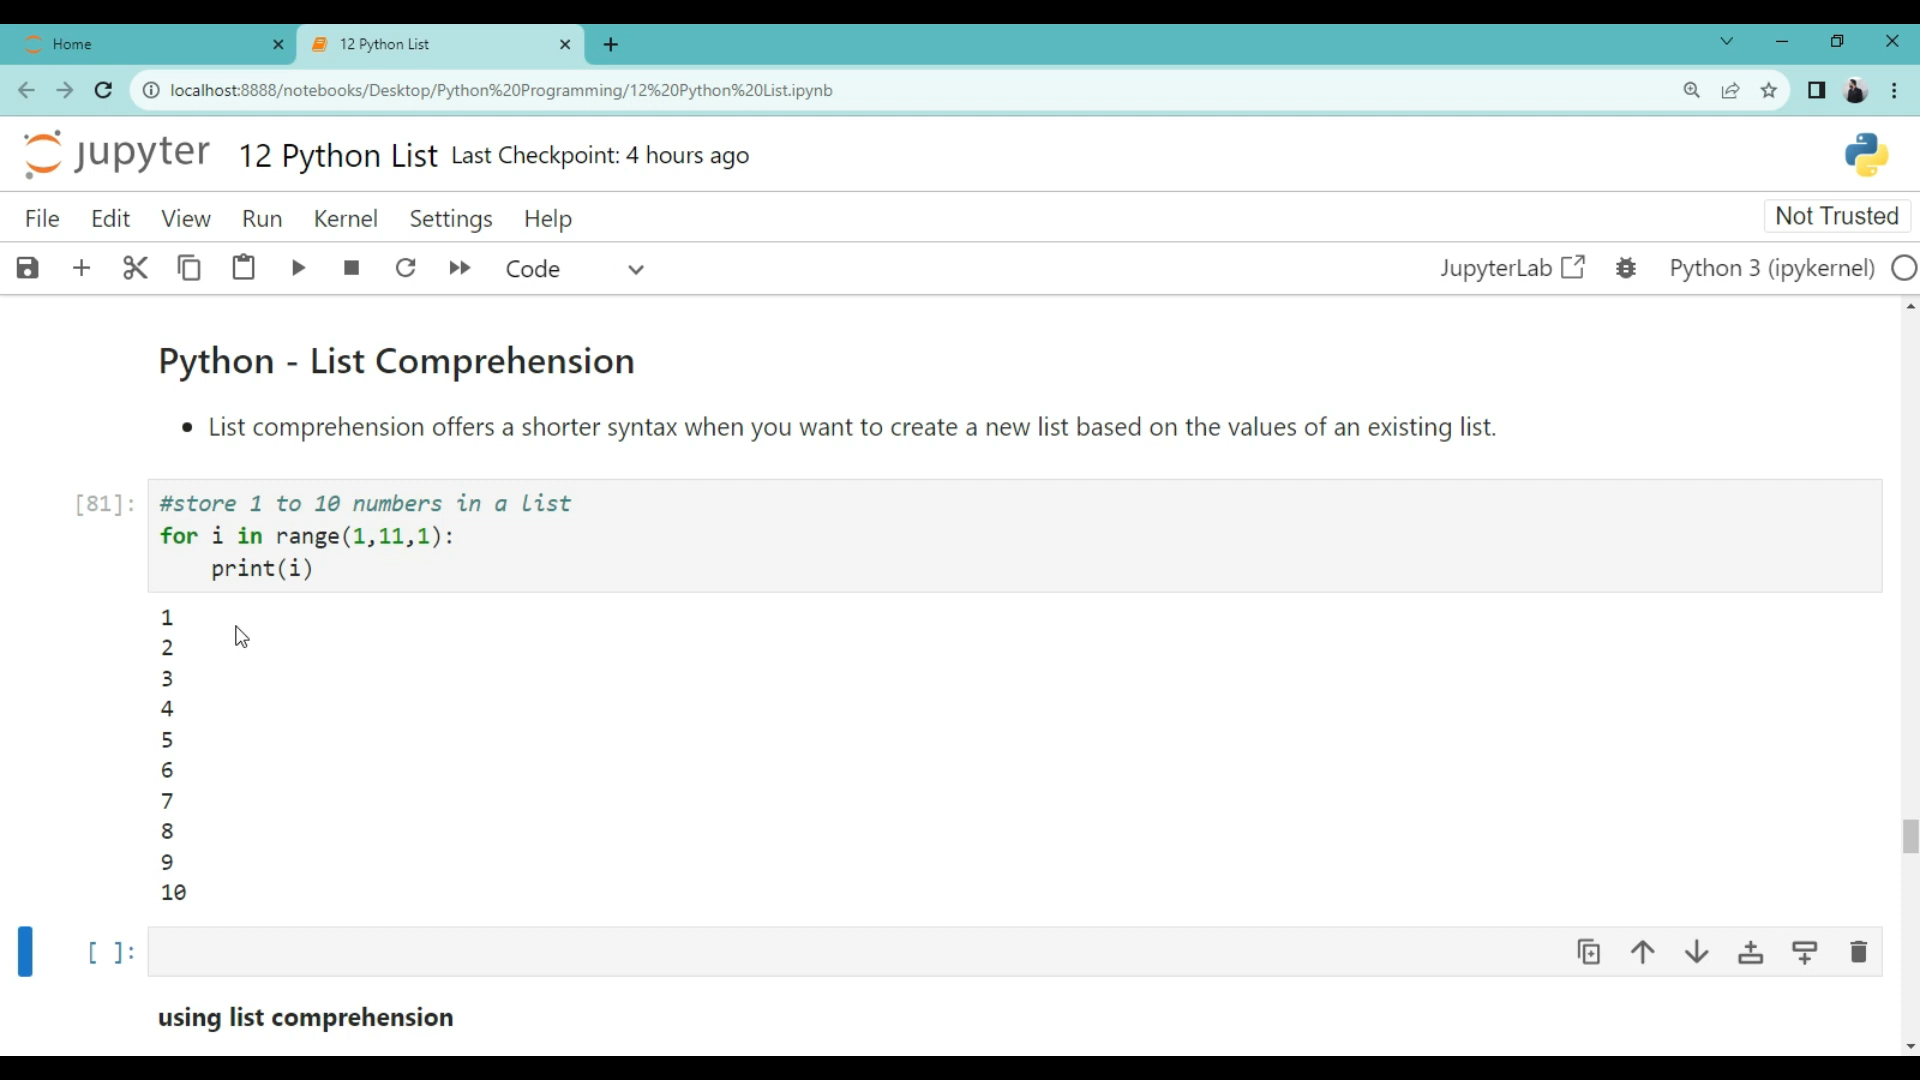 Home
12 Python List
localhost:8888/notebooks/Desktop/Python%20Programming/12%20Python%20List.ipynb
jupyter 12 Python List Last Checkpoint: 4 hours ago
File Edit View Run Kernel Settings Help Not Trusted
Code JupyterLab Python 3 (ipykernel)
Python - List Comprehension
• List comprehension offers a shorter syntax when you want to create a new list based on the values of an existing list.
[81]: #store 1 to 10 numbers in a list
for i in range(1,11,1):
    print(i)
1
2
3
4
5
6
7
8
9
10
[ ]:
using list comprehension